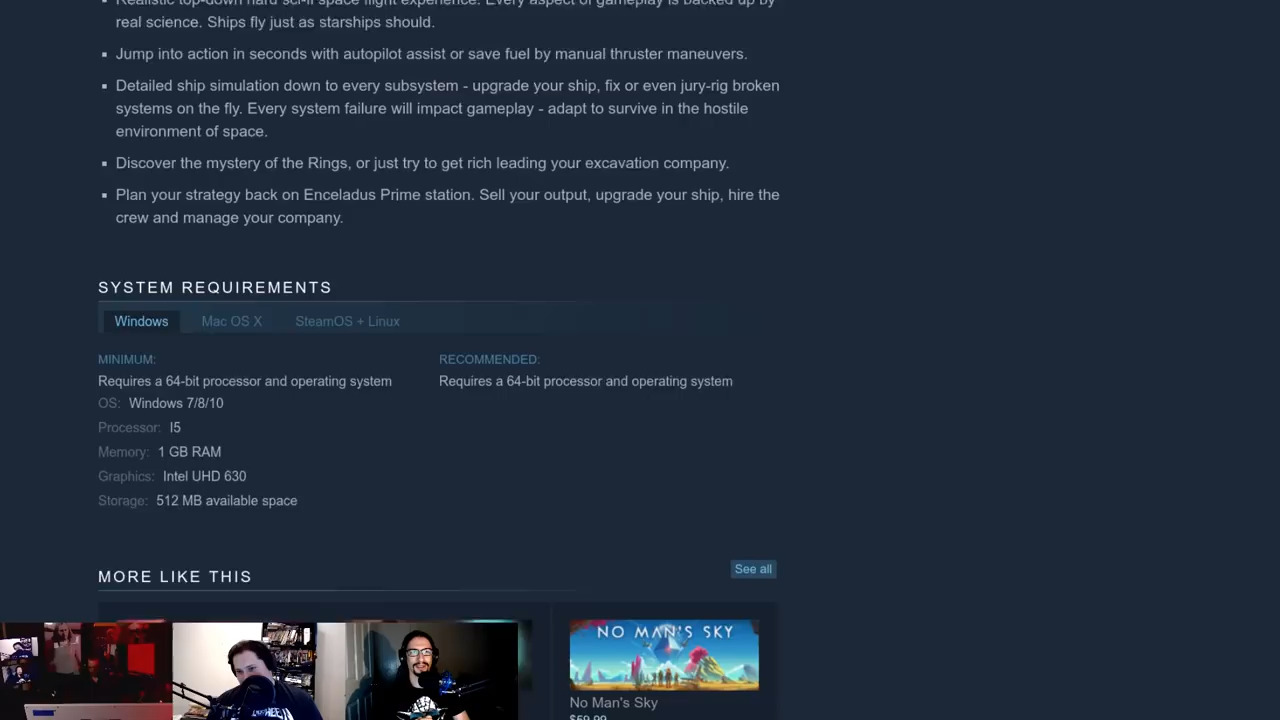 Realistic top-down hard sci-fi space flight experience. Every aspect of gameplay is backed up by
real science. Ships fly just as starships should.
Jump into action in seconds with autopilot assist or save fuel by manual thruster maneuvers.
Detailed ship simulation down to every subsystem - upgrade your ship, fix or even jury-rig broken
systems on the fly. Every system failure will impact gameplay - adapt to survive in the hostile
environment of space.
Discover the mystery of the Rings, or just try to get rich leading your excavation company.
Plan your strategy back on Enceladus Prime station. Sell your output, upgrade your ship, hire the
crew and manage your company.
SYSTEM REQUIREMENTS
Windows Mac OS X SteamOS + Linux
MINIMUM:
Requires a 64-bit processor and operating system
OS: Windows 7/8/10
Processor: I5
Memory: 1 GB RAM
Graphics: Intel UHD 630
Storage: 512 MB available space
RECOMMENDED:
Requires a 64-bit processor and operating system
MORE LIKE THIS
See all
NO MAN'S SKY
No Man's Sky
$59.99